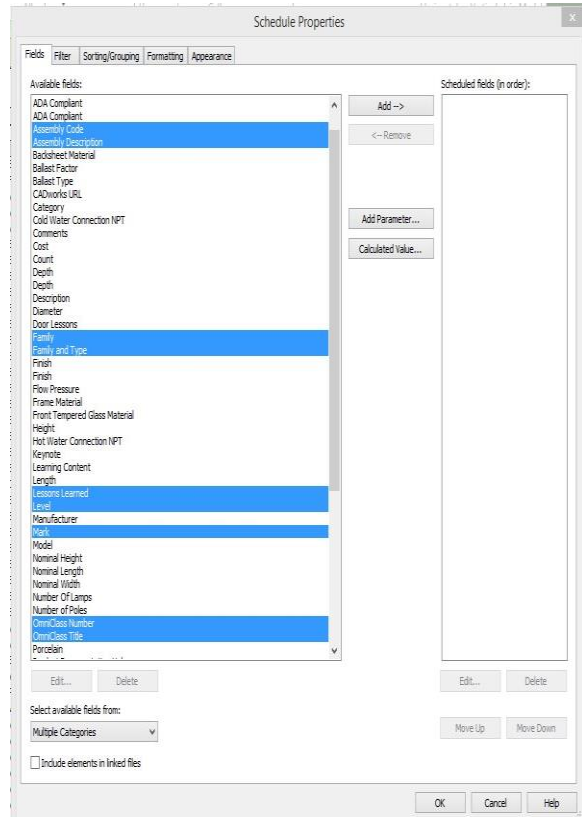 Schedule Properties
x
Fields Filter Sorting/Grouping Formatting Appearance
Available fields:
Scheduled fields (in order):
ADA Compliant
ADA Compliant
Assembly Code
Assembly Description
Backsheet Material
Ballast Factor
Ballast Type
CADworks URL
Category
Cold Water Connection NPT
Comments
Cost
Count
Depth
Depth
Description
Diameter
Door Lessons
Family
Family and Type
Finish
Finish
Flow Pressure
Frame Material
Front Tempered Glass Material
Height
Hot Water Connection NPT
Keynote
Learning Content
Length
Lessons Learned
Level
Manufacturer
Mark
Model
Nominal Height
Nominal Length
Nominal Width
Number Of Lamps
Number of Poles
OmniClass Number
OmniClass Title
Porcelain
Add -->
<-- Remove
Add Parameter...
Calculated Value...
Edit... Delete
Edit... Delete
Select available fields from:
Multiple Categories
Move Up Move Down
Include elements in linked files
OK Cancel Help